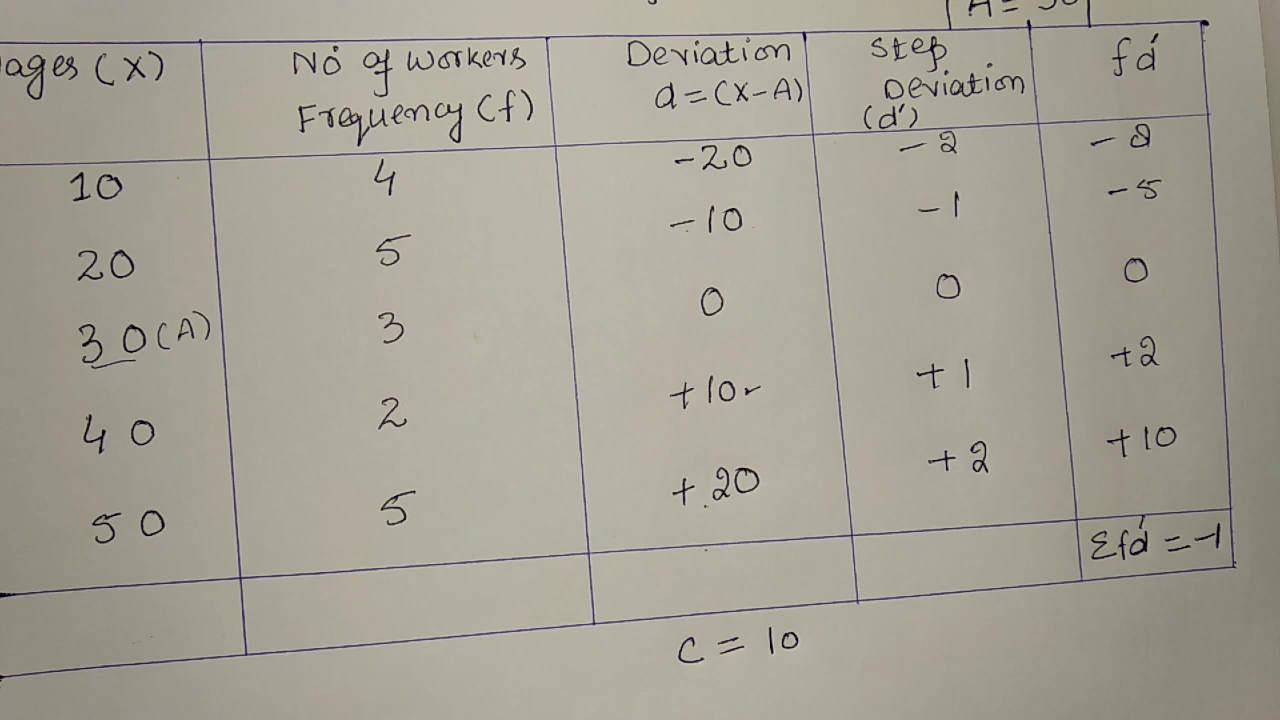 A = 30
ages (X) No of workers Frequency (f) Deviation d = (X-A) Step Deviation (d') fd'
10 4 -20 -2 -8
20 5 -10 -1 -5
30(A) 3 0 0 0
40 2 +10 +1 +2
50 5 +20 +2 +10
Σfd' = -1
C = 10